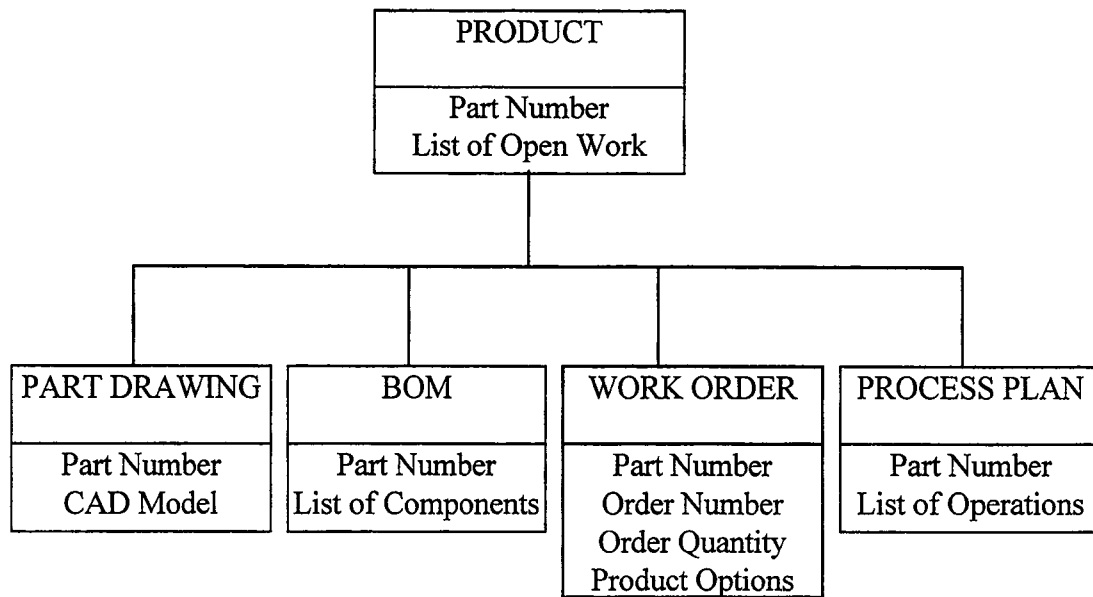 PRODUCT
Part Number
List of Open Work
PART DRAWING
Part Number
CAD Model
BOM
Part Number
List of Components
WORK ORDER
Part Number
Order Number
Order Quantity
Product Options
PROCESS PLAN
Part Number
List of Operations